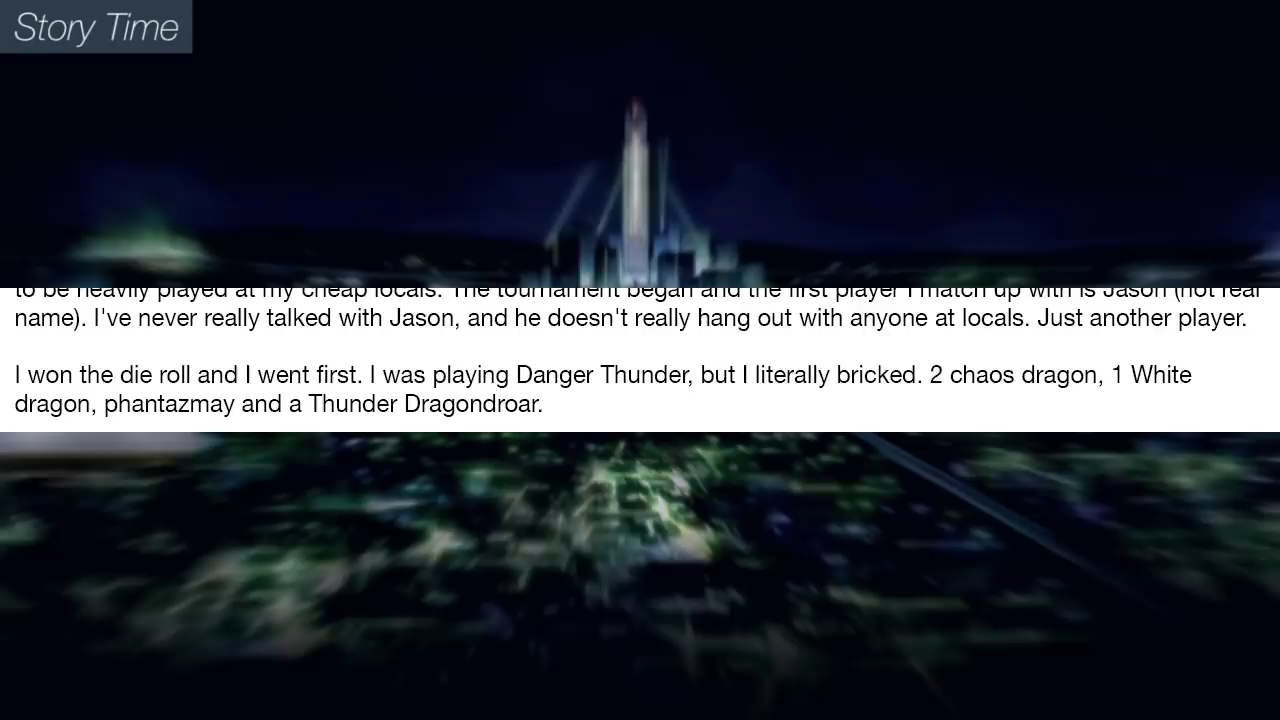 Story Time
to be heavily played at my cheap locals. The tournament began and the first player I match up with is Jason (not real
name). I've never really talked with Jason, and he doesn't really hang out with anyone at locals. Just another player.
I won the die roll and I went first. I was playing Danger Thunder, but I literally bricked. 2 chaos dragon, 1 White
dragon, phantazmay and a Thunder Dragondroar.